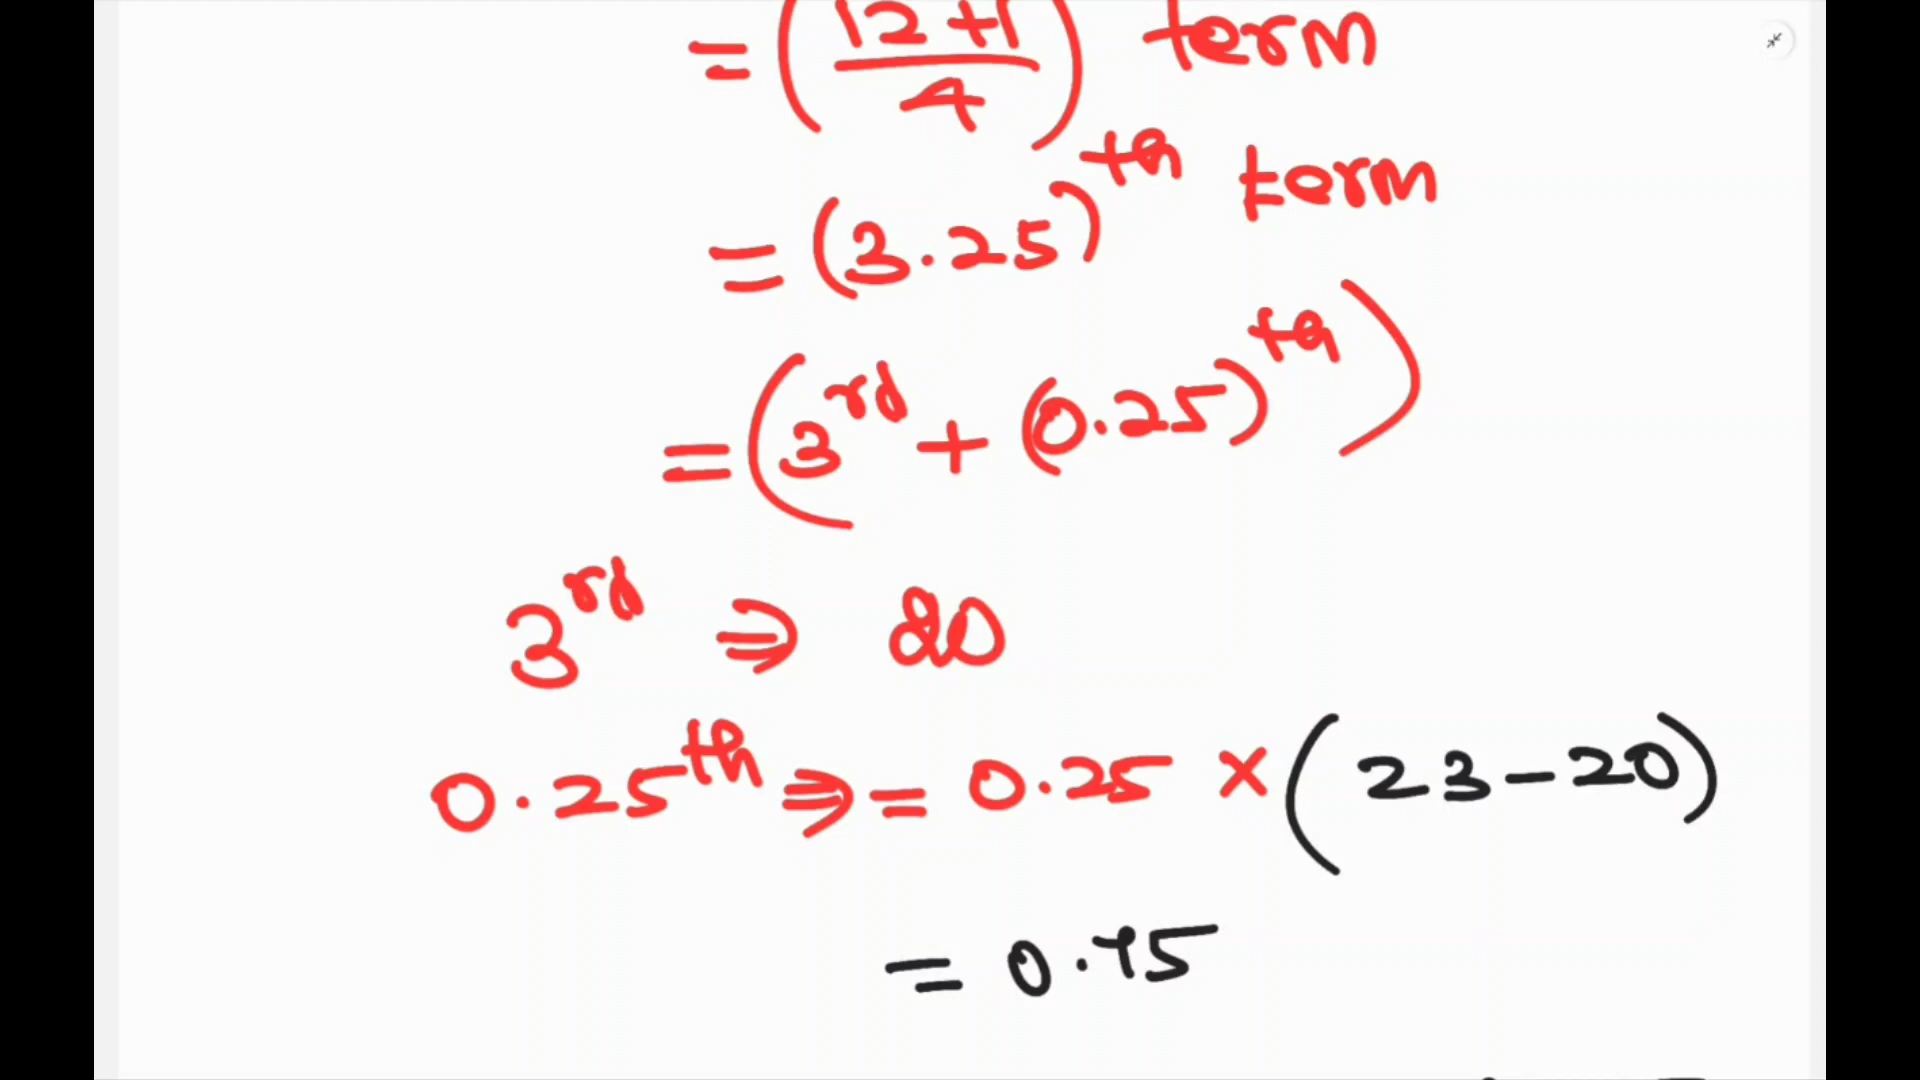 = (12+1/4) term
= (3.25)th term
= (3rd + (0.25)th)
3rd ⇒ 20
0.25th ⇒ = 0.25 × (23-20)
= 0.75